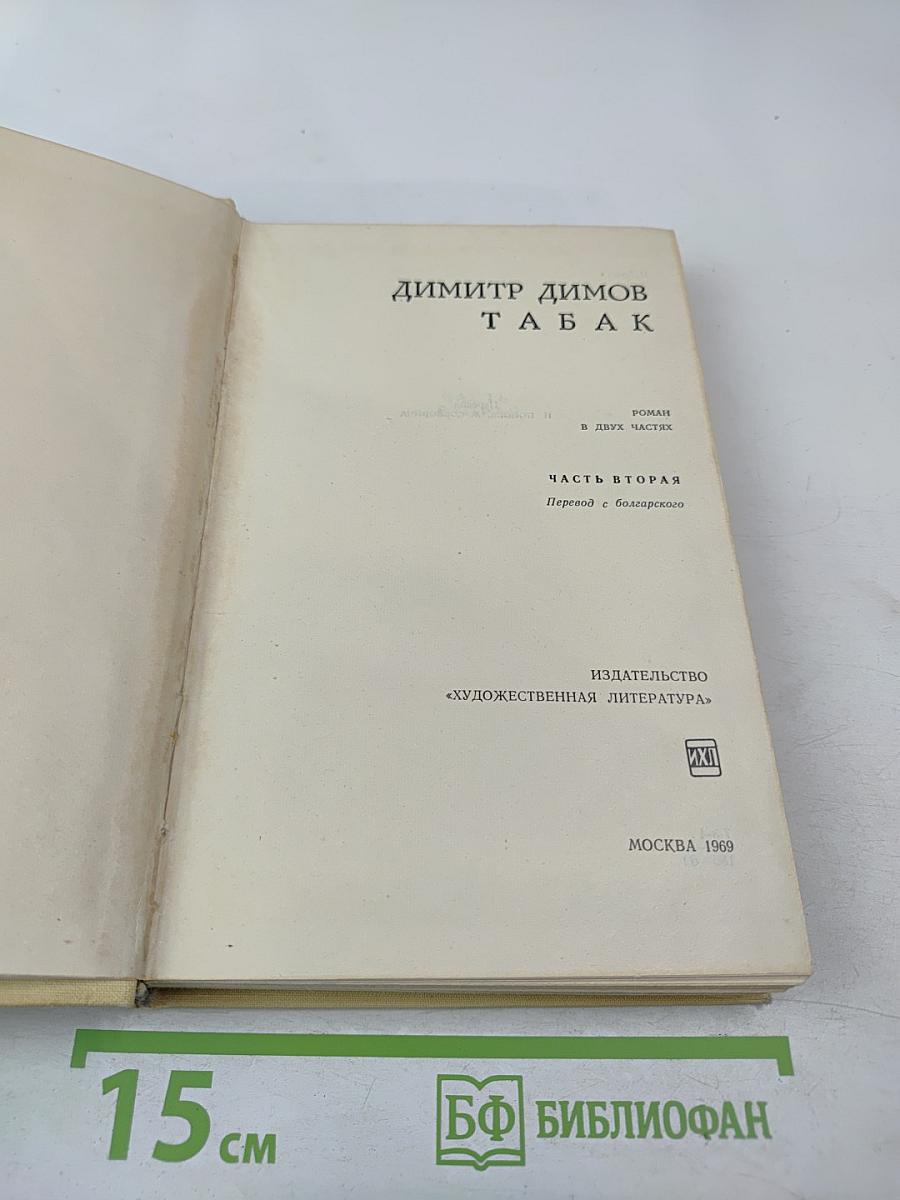 ДИМИТР ДИМОВ
ТАБАК
РОМАН
В ДВУХ ЧАСТЯХ
ЧАСТЬ ВТОРАЯ
Перевод с болгарского
ИЗДАТЕЛЬСТВО
«ХУДОЖЕСТВЕННАЯ ЛИТЕРАТУРА»
ИХЛ
МОСКВА 1969
15 см
БФ БИБЛИОФАН